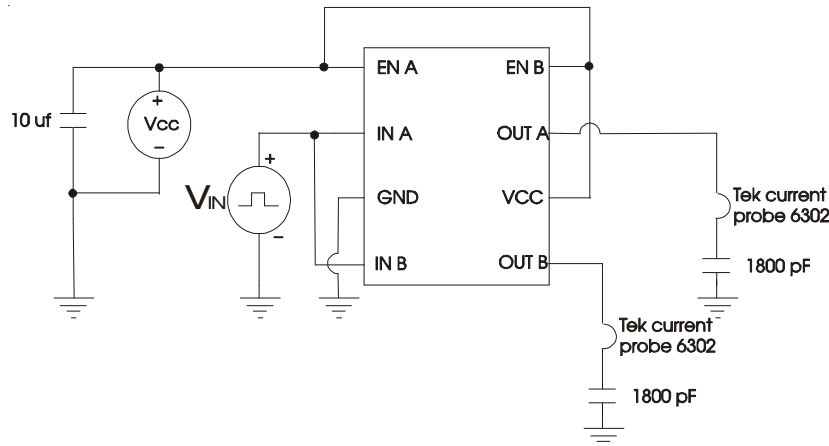 EN A
EN B
10 uf
+
Vcc
−
IN A
OUT A
+
VIN
−
GND
VCC
Tek current
probe 6302
IN B
OUT B
1800 pF
Tek current
probe 6302
1800 pF